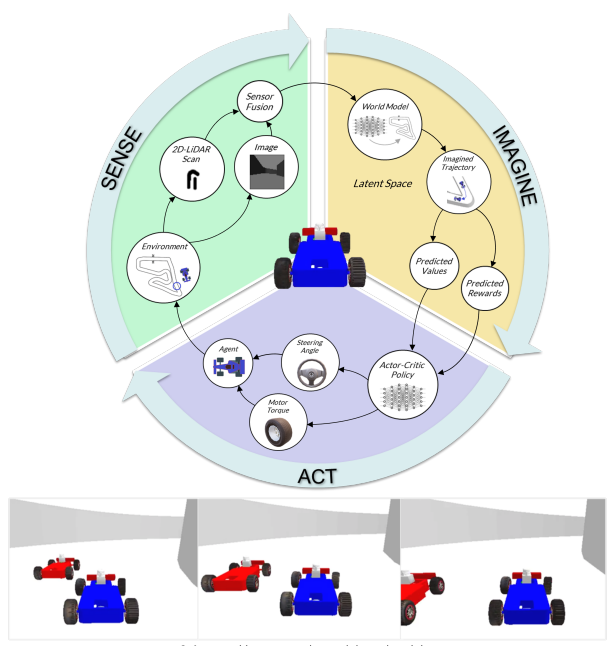 SENSE
Sensor
Fusion
2D-LiDAR
Scan
Image
Environment
IMAGINE
World Model
Imagined
Trajectory
Latent Space
Predicted
Values
Predicted
Rewards
ACT
Actor-Critic
Policy
Steering
Angle
Motor
Torque
Agent